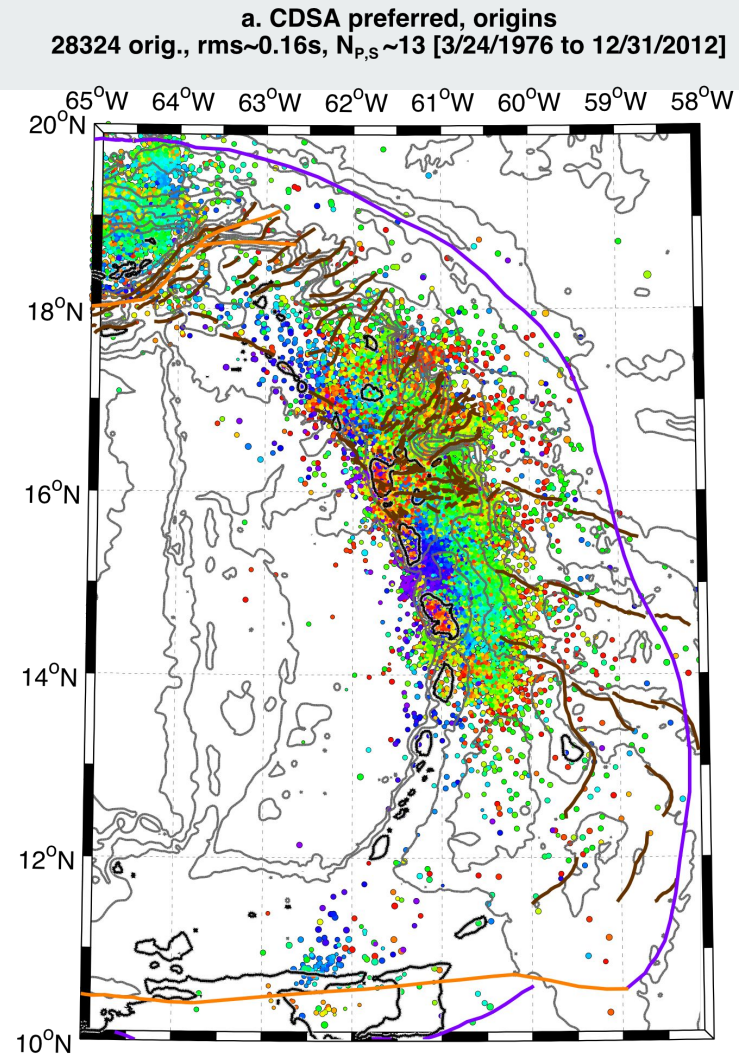 a. CDSA preferred, origins
28324 orig., rms~0.16s, N_P,S ~13 [3/24/1976 to 12/31/2012]
65°W 64°W 63°W 62°W 61°W 60°W 59°W 58°W
20°N
18°N
16°N
14°N
12°N
10°N